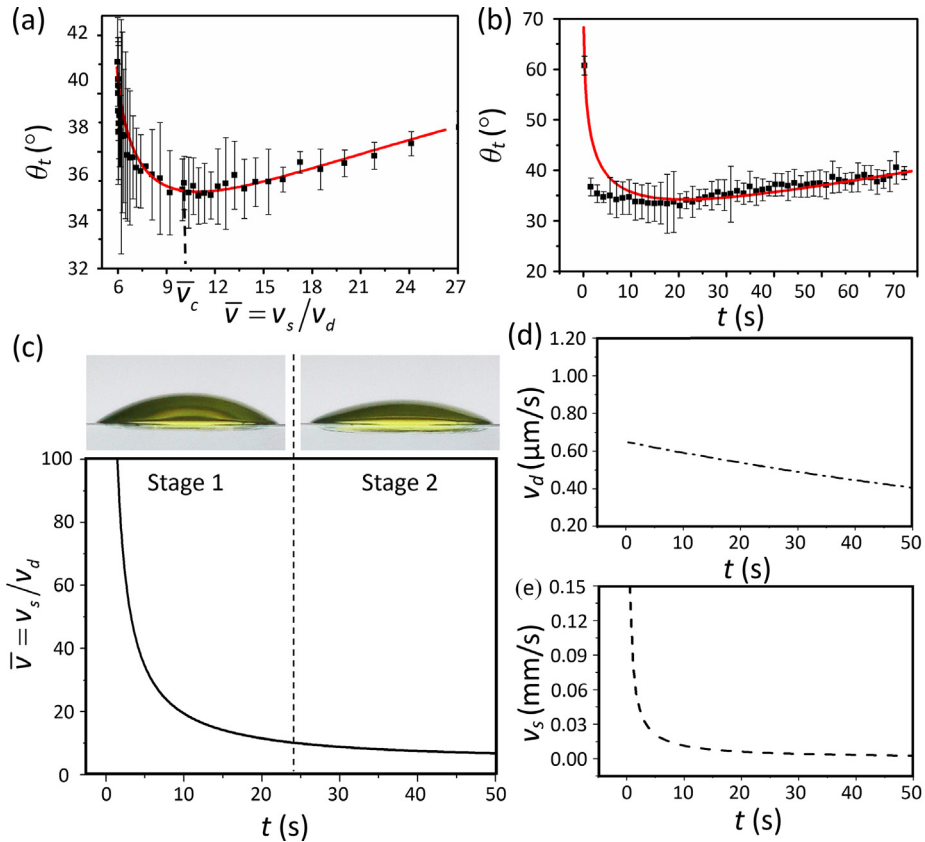 (a)
θt (°)
42
40
38
36
34
32
6 9 12 15 18 21 24 27
v̅c
v̅ = vs/vd
(b)
θt (°)
70
60
50
40
30
20
0 10 20 30 40 50 60 70
t (s)
(c)
Stage 1
Stage 2
v̅ = vs/vd
100
80
60
40
20
0
0 10 20 30 40 50
t (s)
(d)
vd (μm/s)
1.20
1.00
0.80
0.60
0.40
0.20
0 10 20 30 40 50
t (s)
(e)
vs (mm/s)
0.15
0.12
0.09
0.06
0.03
0.00
0 10 20 30 40 50
t (s)